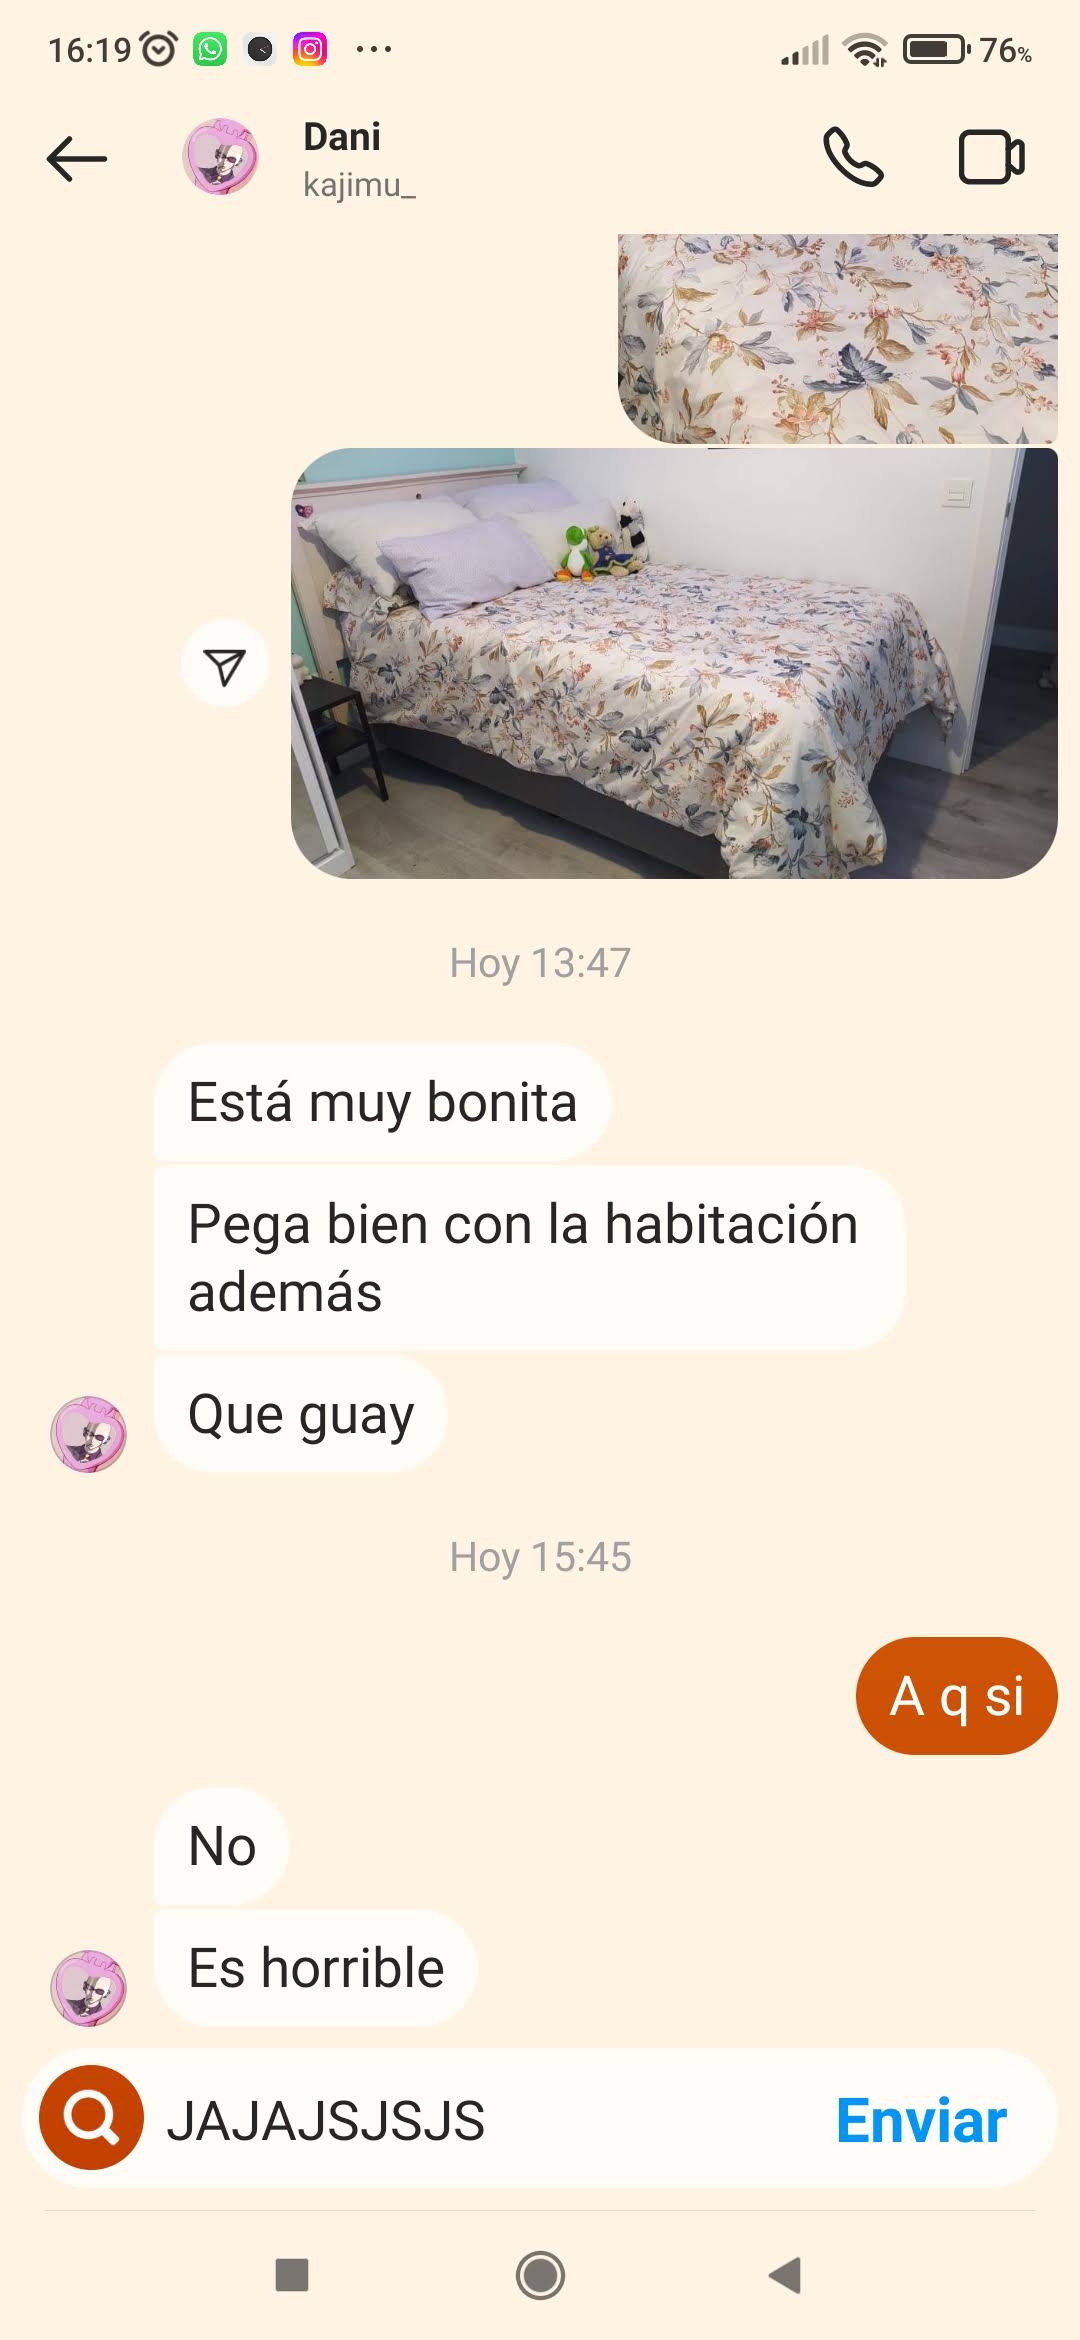 16:19
76%
Dani
kajimu_
Hoy 13:47
Está muy bonita
Pega bien con la habitación
además
Que guay
Hoy 15:45
A q si
No
Es horrible
JAJAJSJSJS
Enviar